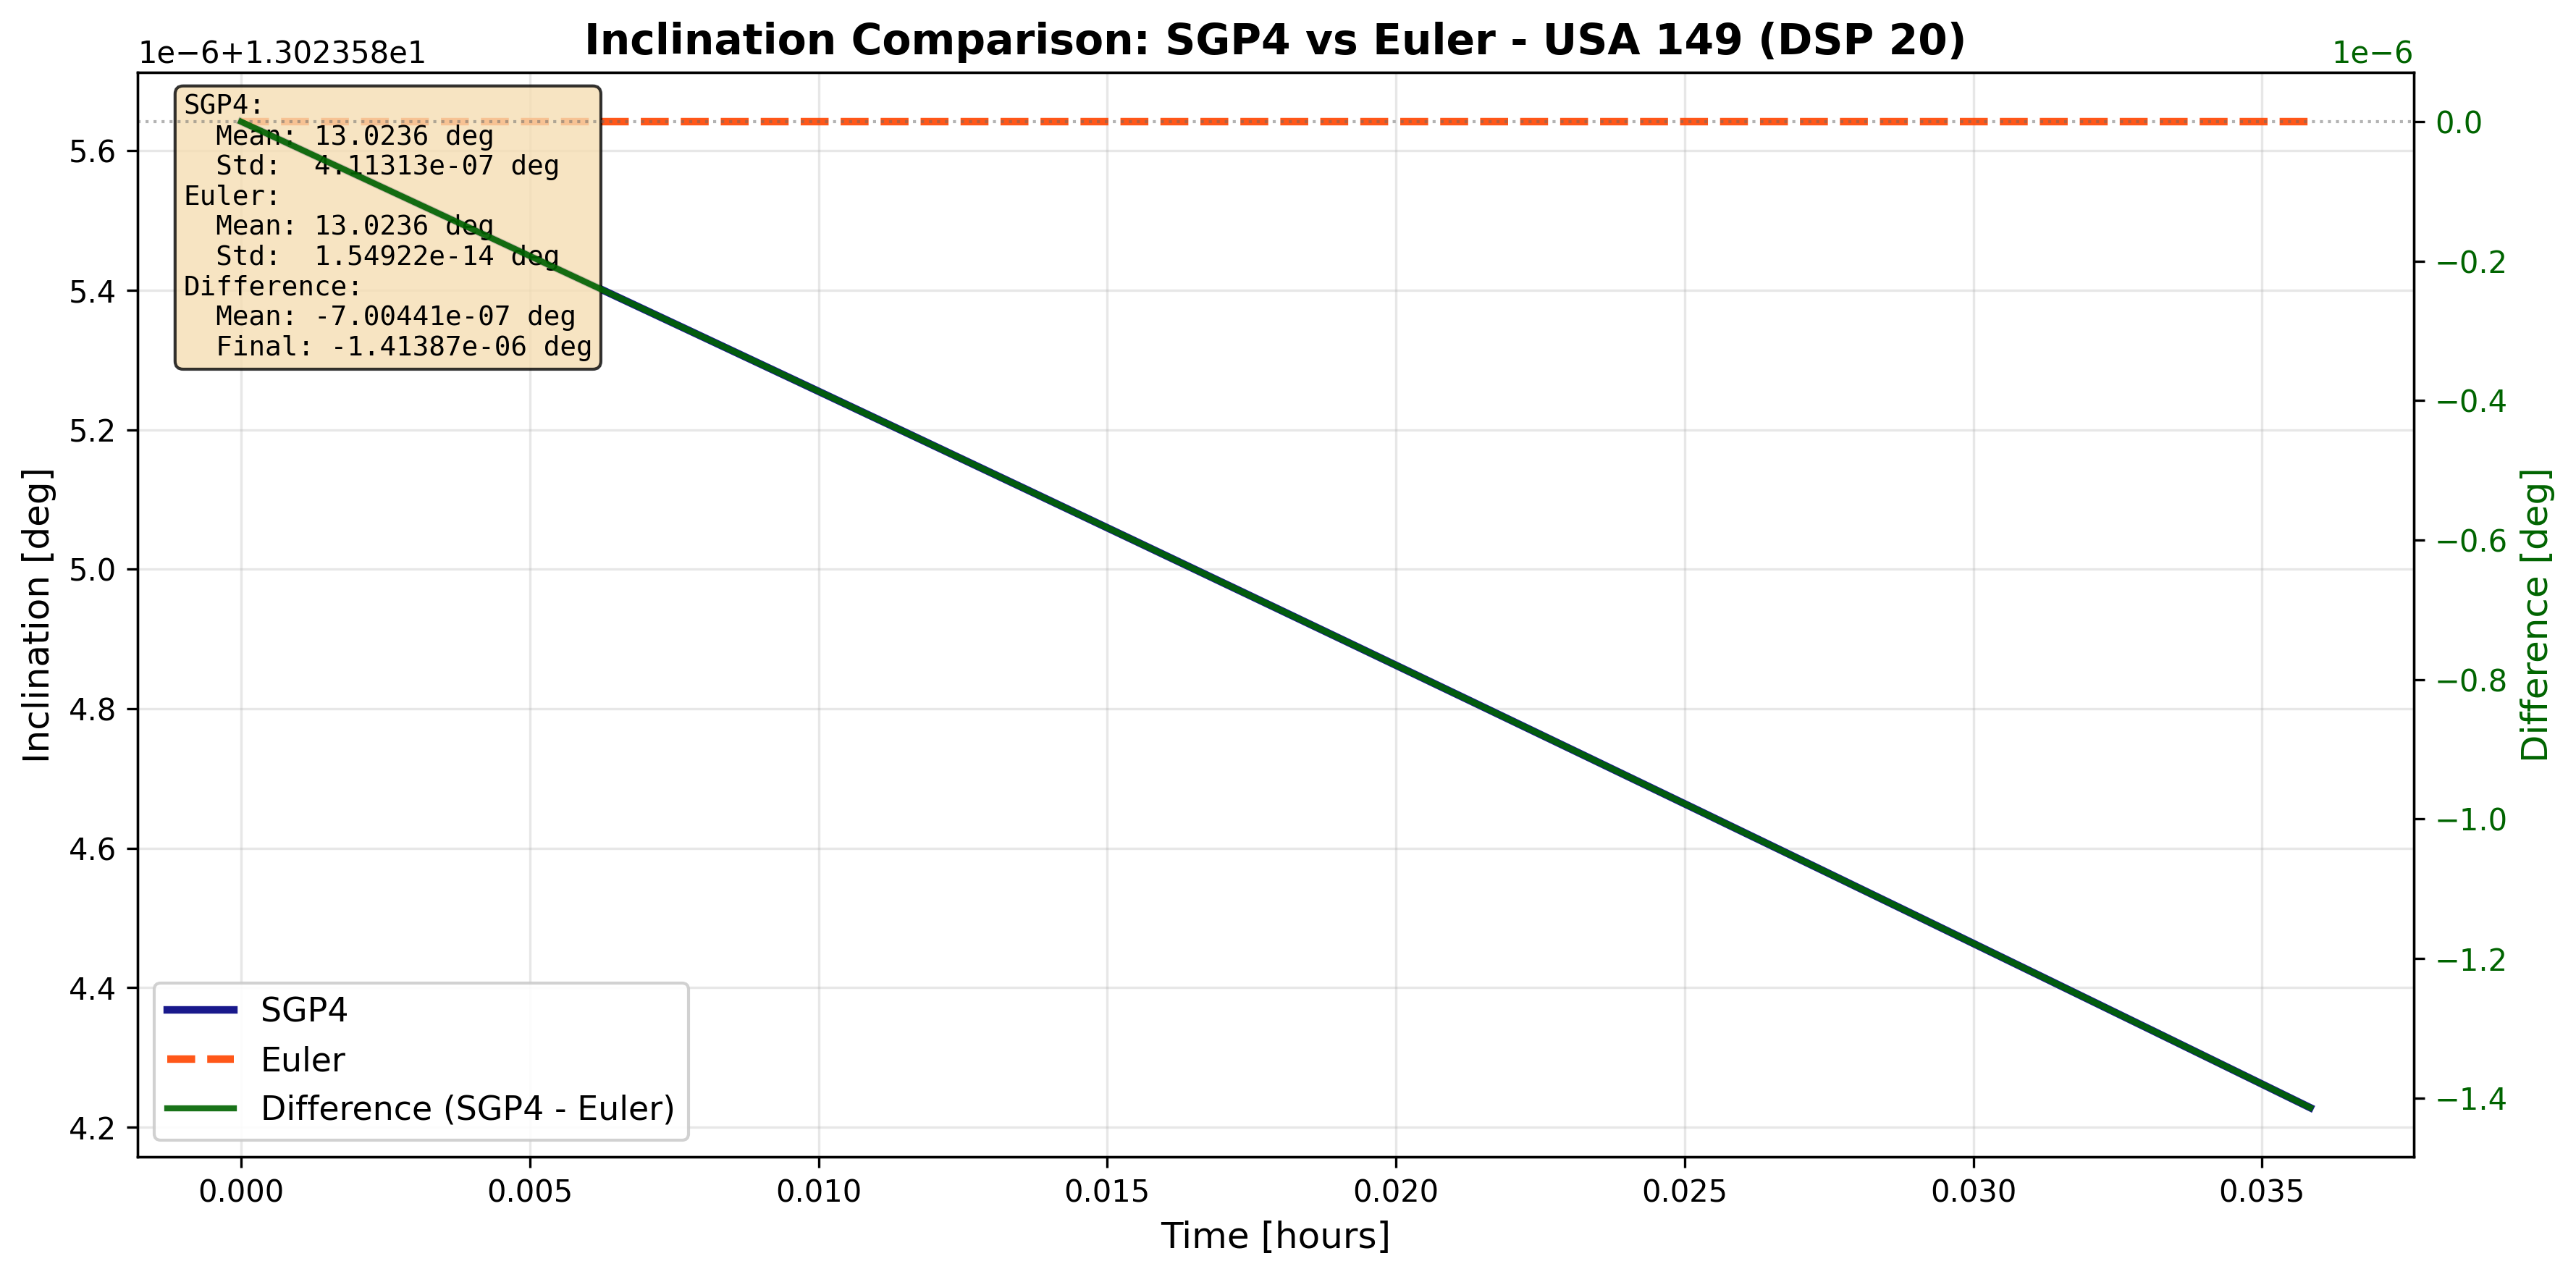 Inclination Comparison: SGP4 vs Euler - USA 149 (DSP 20)
1e−6+1.302358e1
1e−6
SGP4:
Mean: 13.0236 deg
Std: 4.11313e-07 deg
Euler:
Mean: 13.0236 deg
Std: 1.54922e-14 deg
Difference:
Mean: -7.00441e-07 deg
Final: -1.41387e-06 deg
Inclination [deg]
5.6
5.4
5.2
5.0
4.8
4.6
4.4
4.2
0.0
−0.2
−0.4
−0.6
−0.8
−1.0
−1.2
−1.4
Difference [deg]
SGP4
Euler
Difference (SGP4 - Euler)
0.000
0.005
0.010
0.015
0.020
0.025
0.030
0.035
Time [hours]